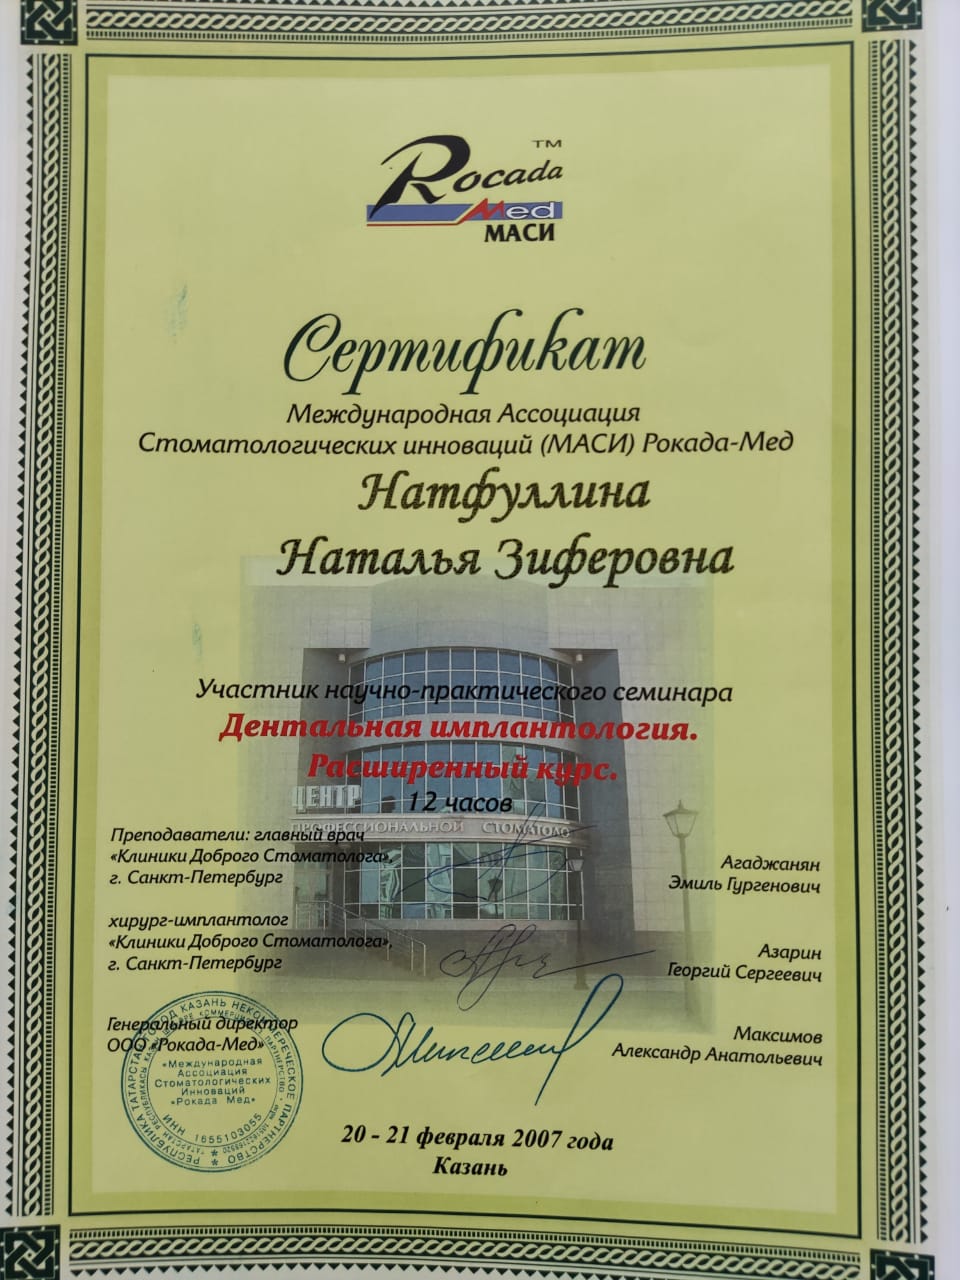 Rocada TM
Med
МАСИ
Сертификат
Международная Ассоциация
Стоматологических инноваций (МАСИ) Рокада-Мед
Натфуллина
Наталья Зиферовна
Участник научно-практического семинара
Дентальная имплантология.
Расширенный курс.
12 часов
ЦЕНТР
ПРОФЕССИОНАЛЬНОЙ СТОМАТОЛО
Преподаватели: главный врач
«Клиники Доброго Стоматолога»,
г. Санкт-Петербург
Агаджанян
Эмиль Гургенович
хирург-имплантолог
«Клиники Доброго Стоматолога»,
г. Санкт-Петербург
Азарин
Георгий Сергеевич
Генеральный директор
ООО «Рокада-Мед»
Максимов
Александр Анатольевич
РЕСПУБЛИКА ТАТАРСТАН ГОРОД КАЗАНЬ НЕКОММЕРЧЕСКОЕ ПАРТНЕРСТВО
«Международная
Ассоциация
Стоматологических
Инноваций
«Рокада Мед»
ИНН 1655103055
20 - 21 февраля 2007 года
Казань